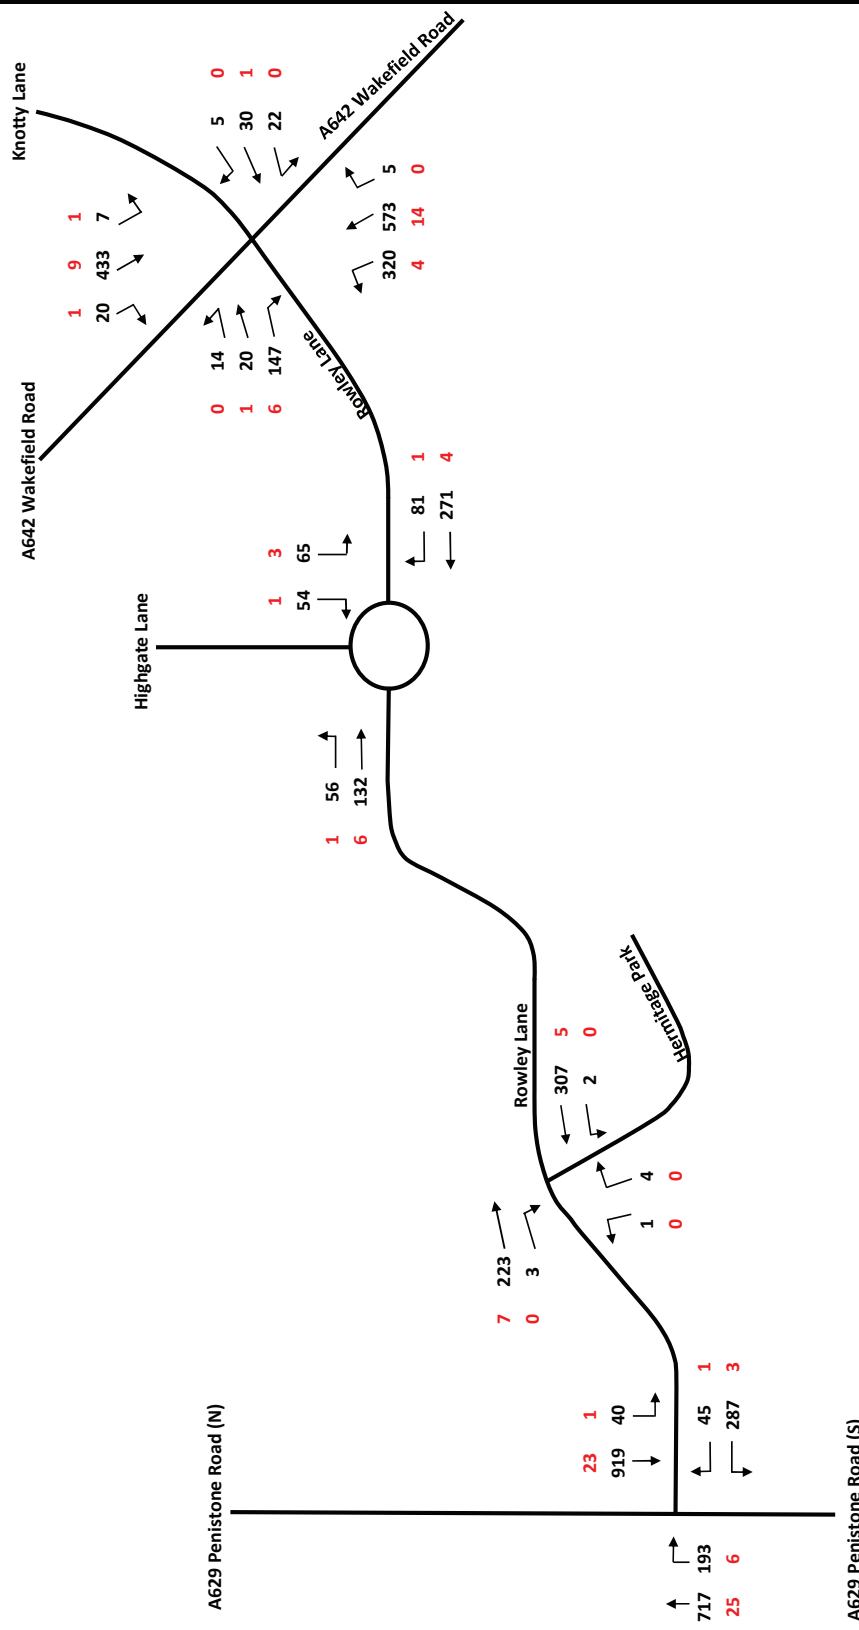 A629 Penistone Road (N)
23 1
919 40
45 1
287 3
717 193
25 6
A629 Penistone Road (S)
7 223
0 3
Rowley Lane
307 5
2 0
1 4
0 0
Hermitage Park
Highgate Lane
1 56
6 132
1 3
54 65
81 1
271 4
A642 Wakefield Road
1 9 1
20 433 7
Knotty Lane
0 14
1 20
6 147
Rowley Lane
5 0
30 1
22 0
A642 Wakefield Road
320 573 5
4 14 0